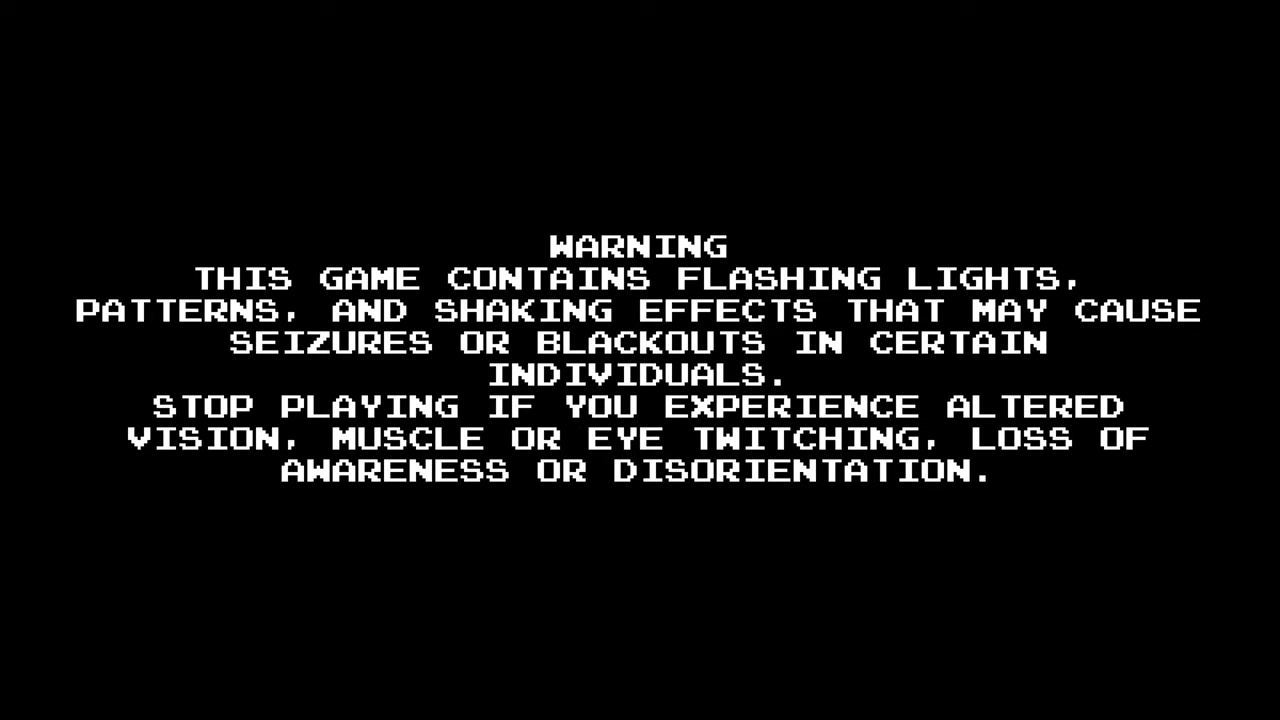 WARNING
THIS GAME CONTAINS FLASHING LIGHTS,
PATTERNS, AND SHAKING EFFECTS THAT MAY CAUSE
SEIZURES OR BLACKOUTS IN CERTAIN
INDIVIDUALS.
STOP PLAYING IF YOU EXPERIENCE ALTERED
VISION, MUSCLE OR EYE TWITCHING, LOSS OF
AWARENESS OR DISORIENTATION.